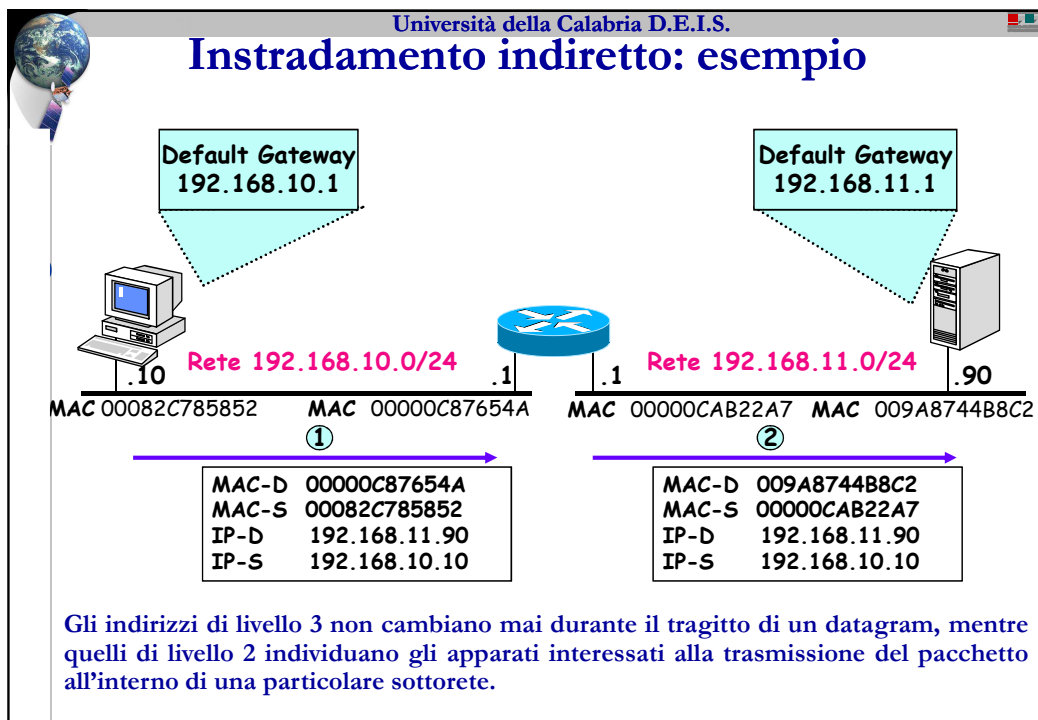 Università della Calabria D.E.I.S.
Instradamento indiretto: esempio
Default Gateway
192.168.10.1
Default Gateway
192.168.11.1
Rete 192.168.10.0/24
Rete 192.168.11.0/24
.10
.1
.1
.90
MAC 00082C785852
MAC 00000C87654A
MAC 00000CAB22A7
MAC 009A8744B8C2
1
2
MAC-D 00000C87654A
MAC-S 00082C785852
IP-D 192.168.11.90
IP-S 192.168.10.10
MAC-D 009A8744B8C2
MAC-S 00000CAB22A7
IP-D 192.168.11.90
IP-S 192.168.10.10
Gli indirizzi di livello 3 non cambiano mai durante il tragitto di un datagram, mentre
quelli di livello 2 individuano gli apparati interessati alla trasmissione del pacchetto
all'interno di una particolare sottorete.